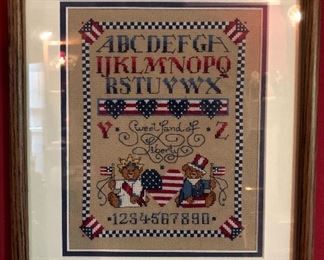 ABCDEFGH
IJKLMNOPQ
RSTUVWX
Y Z
Sweet Land of
Liberty
1234567890